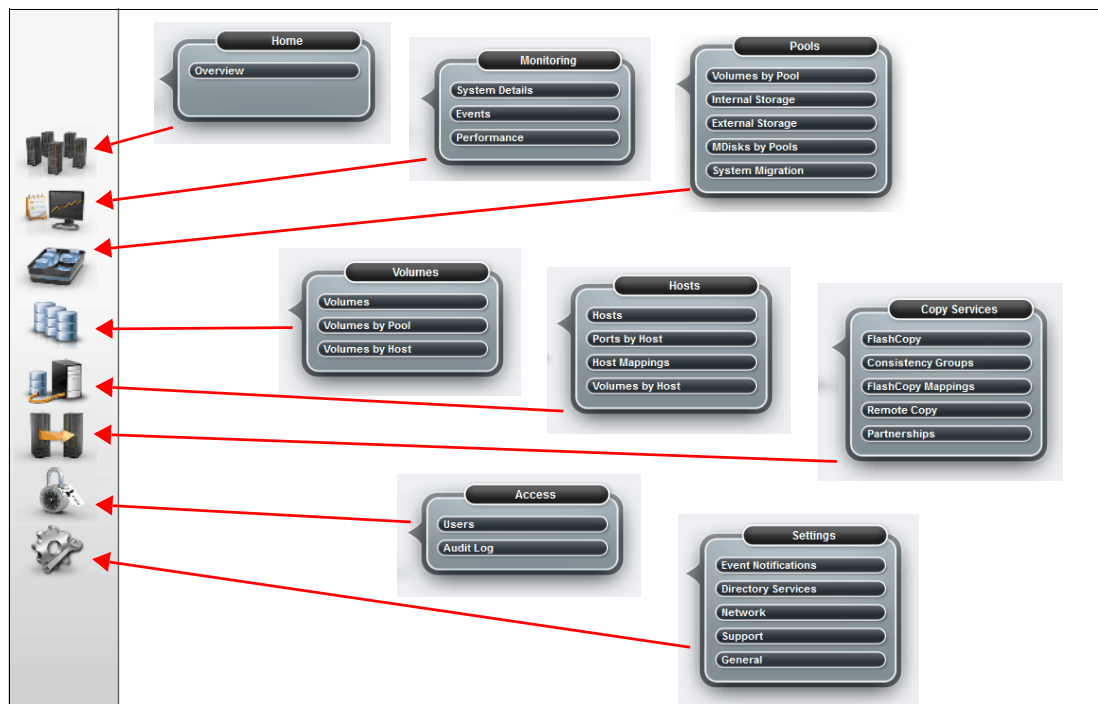 Home
Overview
Monitoring
System Details
Events
Performance
Pools
Volumes by Pool
Internal Storage
External Storage
MDisks by Pools
System Migration
Volumes
Volumes
Volumes by Pool
Volumes by Host
Hosts
Hosts
Ports by Host
Host Mappings
Volumes by Host
Copy Services
FlashCopy
Consistency Groups
FlashCopy Mappings
Remote Copy
Partnerships
Access
Users
Audit Log
Settings
Event Notifications
Directory Services
Network
Support
General